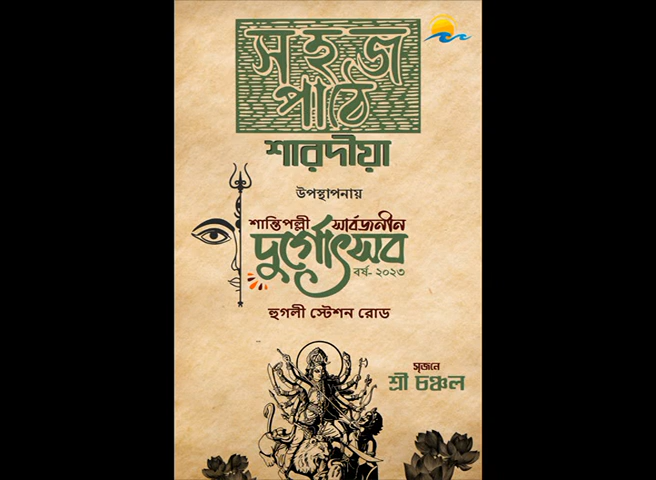 সহজ
পাঠে
শারদীয়া
উপস্থাপনায়
শান্তিপল্লী সার্বজনীন
দুর্গোৎসব
বর্ষ- ২০২৩
হুগলী স্টেশন রোড
সৃজনে
শ্রী চঞ্চল